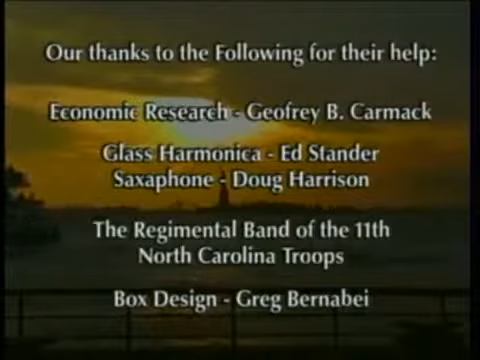 Our thanks to the Following for their help:
Economic Research - Geofrey B. Carmack
Glass Harmonica - Ed Stander
Saxaphone - Doug Harrison
The Regimental Band of the 11th
North Carolina Troops
Box Design - Greg Bernabei